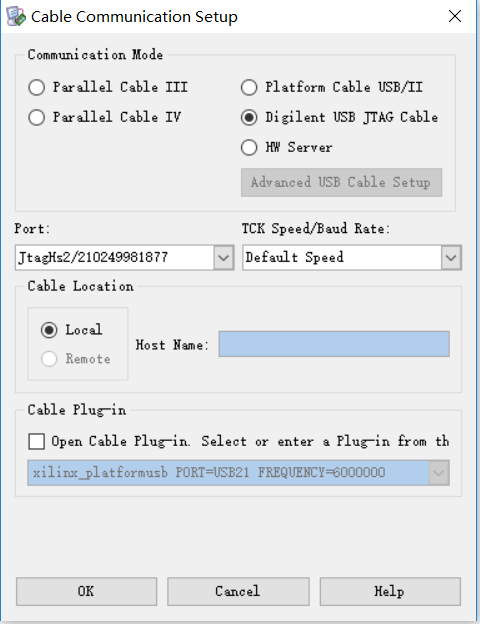 Cable Communication Setup
Communication Mode
Parallel Cable III
Platform Cable USB/II
Parallel Cable IV
Digilent USB JTAG Cable
HW Server
Advanced USB Cable Setup
Port:
TCK Speed/Baud Rate:
JtagHs2/210249981877
Default Speed
Cable Location
Local
Remote
Host Name:
Cable Plug-in
Open Cable Plug-in. Select or enter a Plug-in from th
xilinx_platformusb PORT=USB21 FREQUENCY=6000000
OK
Cancel
Help